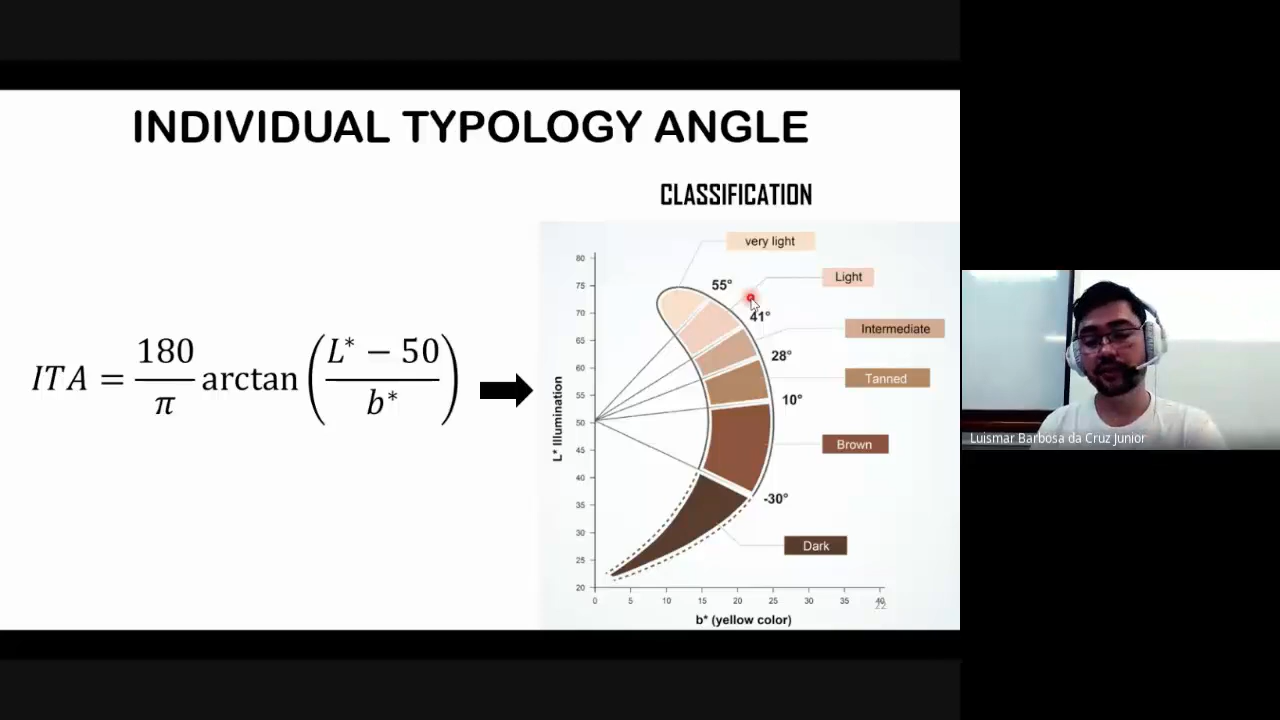 INDIVIDUAL TYPOLOGY ANGLE
CLASSIFICATION
ITA = 180/π arctan (L* − 50 / b*)
very light
Light
Intermediate
Tanned
Brown
Dark
55°
41°
28°
10°
-30°
80
75
70
65
60
55
50
45
40
35
30
25
20
L* Illumination
0 5 10 15 20 25 30 35 40
b* (yellow color)
22
Luismar Barbosa da Cruz Junior